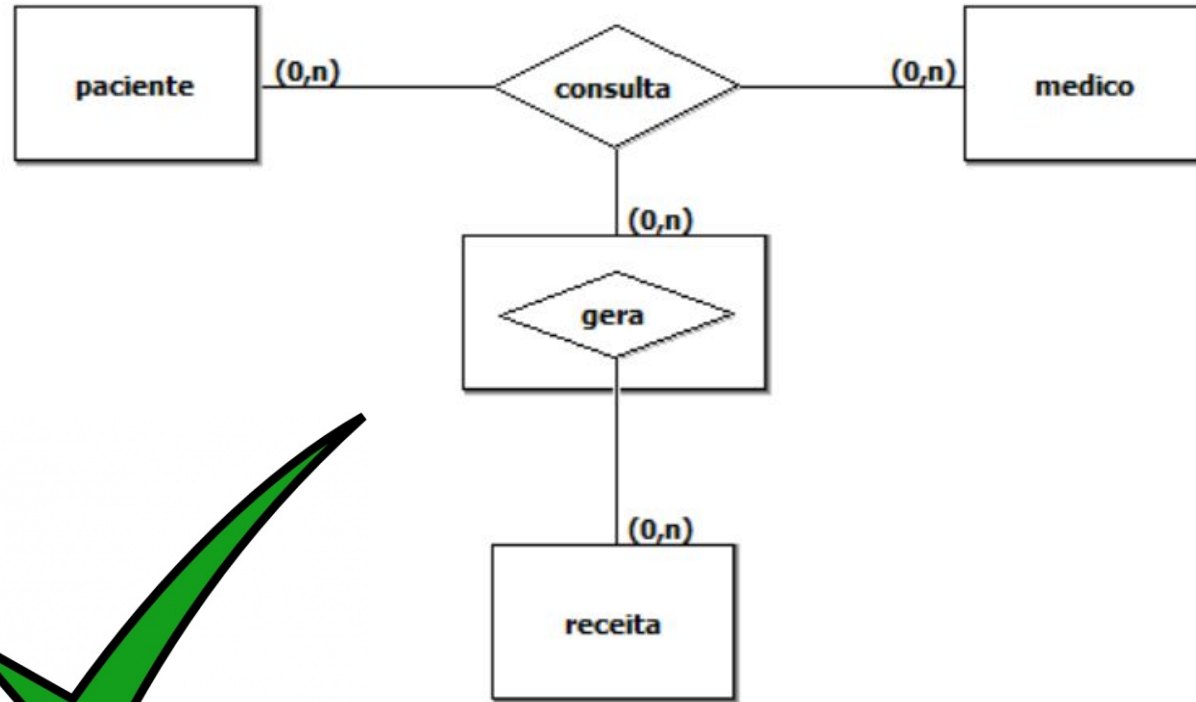 paciente
(0,n)
consulta
(0,n)
medico
(0,n)
gera
(0,n)
receita